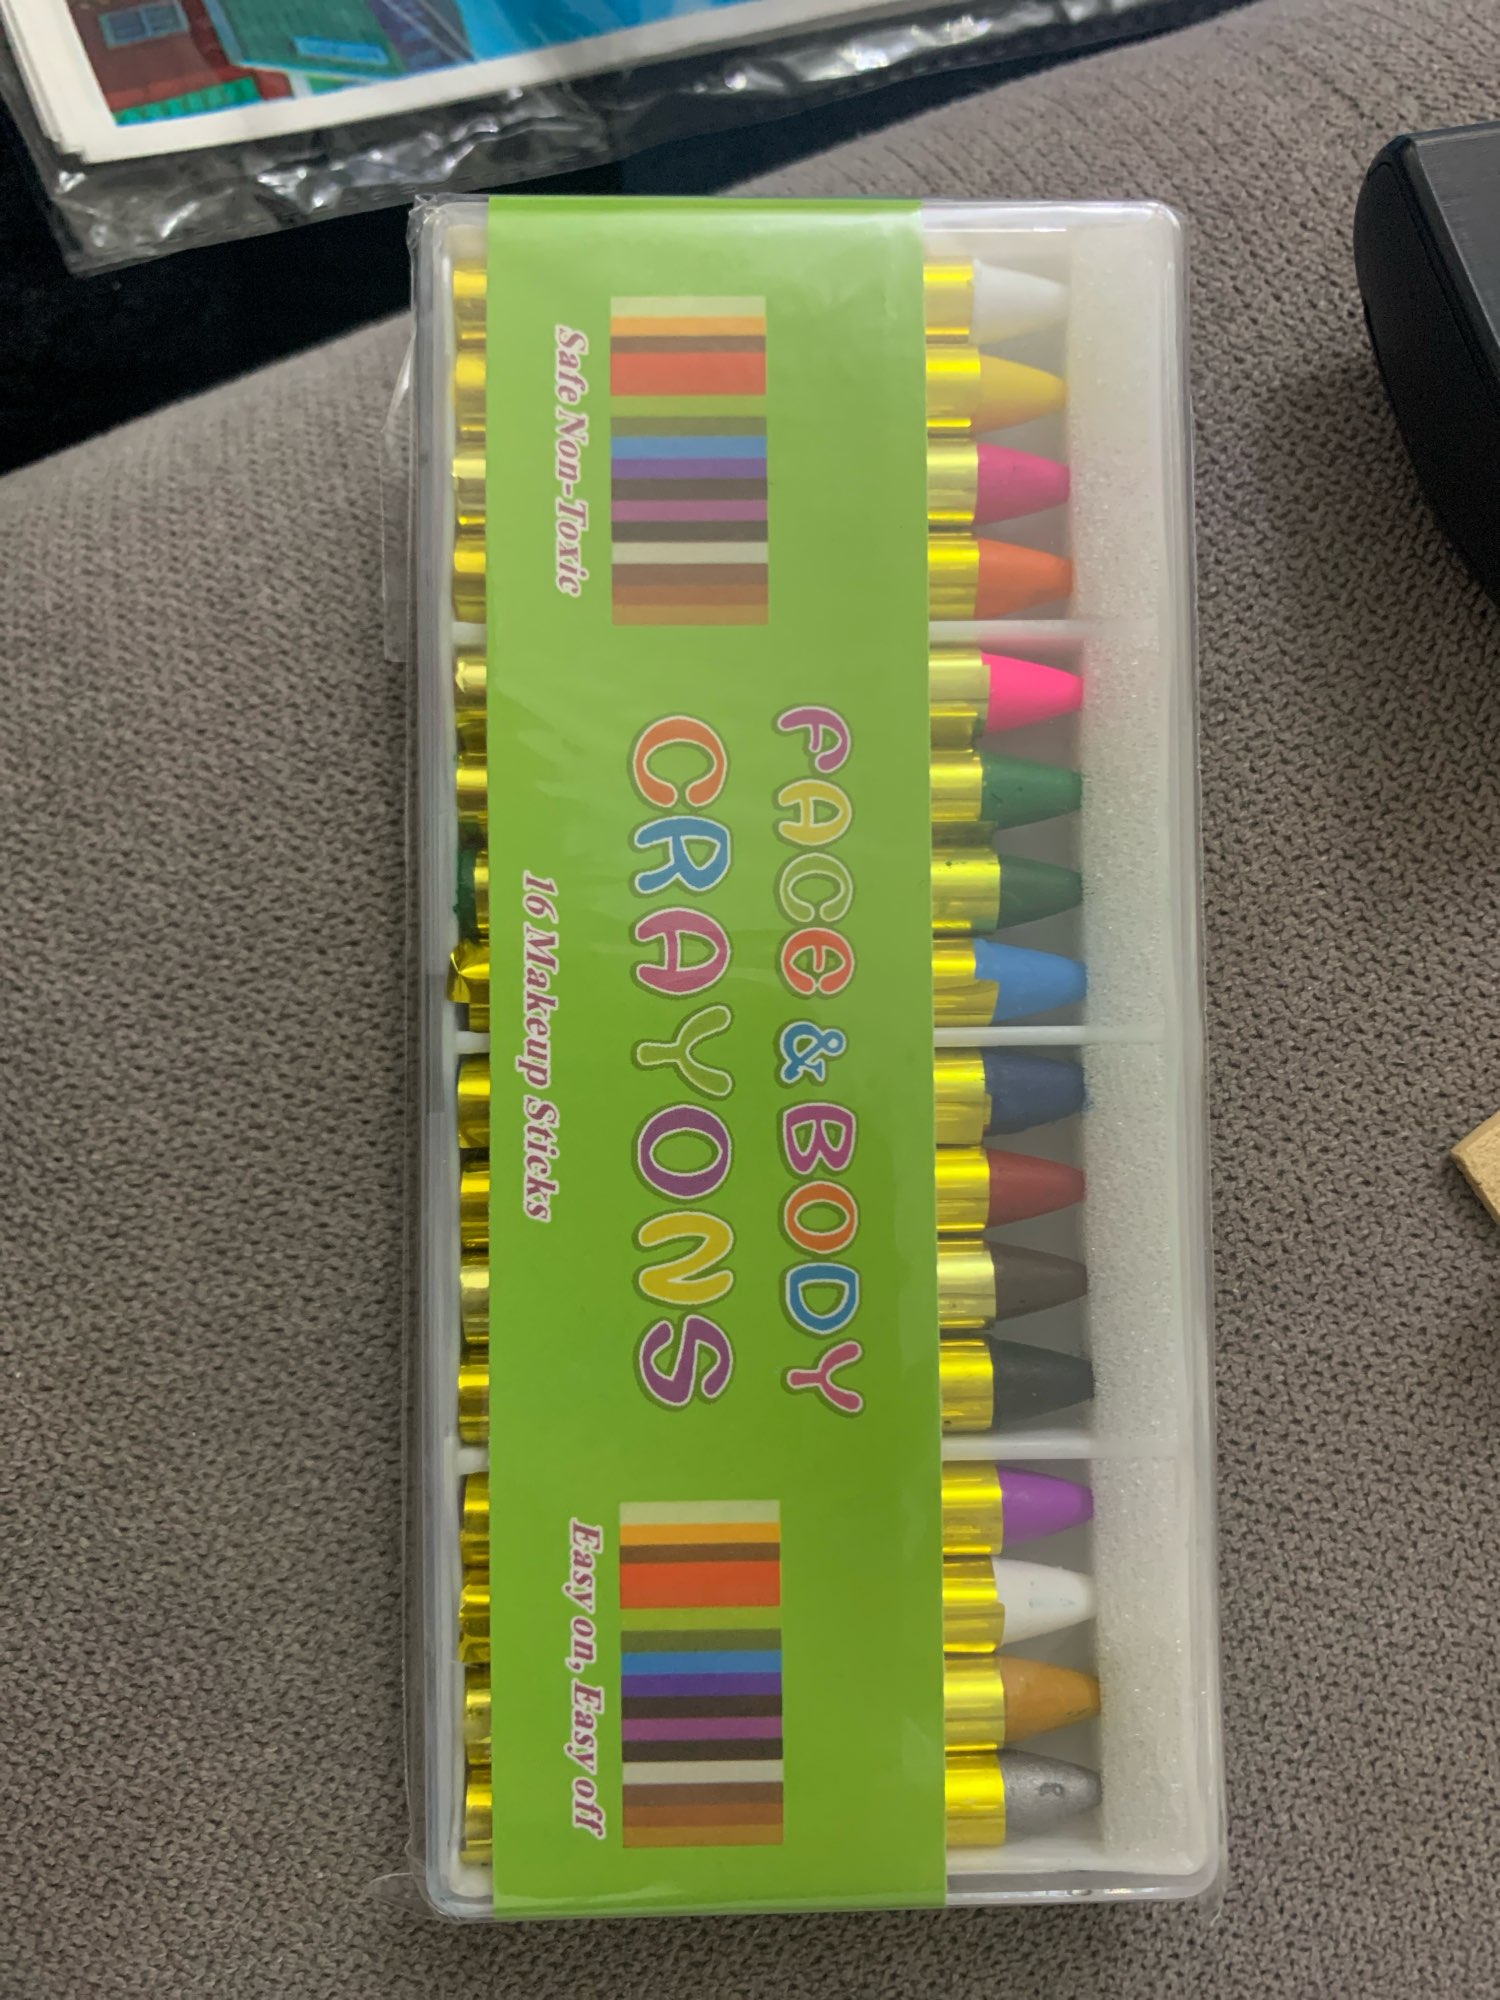 FACE & BODY
CRAYONS
Safe Non-Toxic
16 Makeup Sticks
Easy on, Easy off